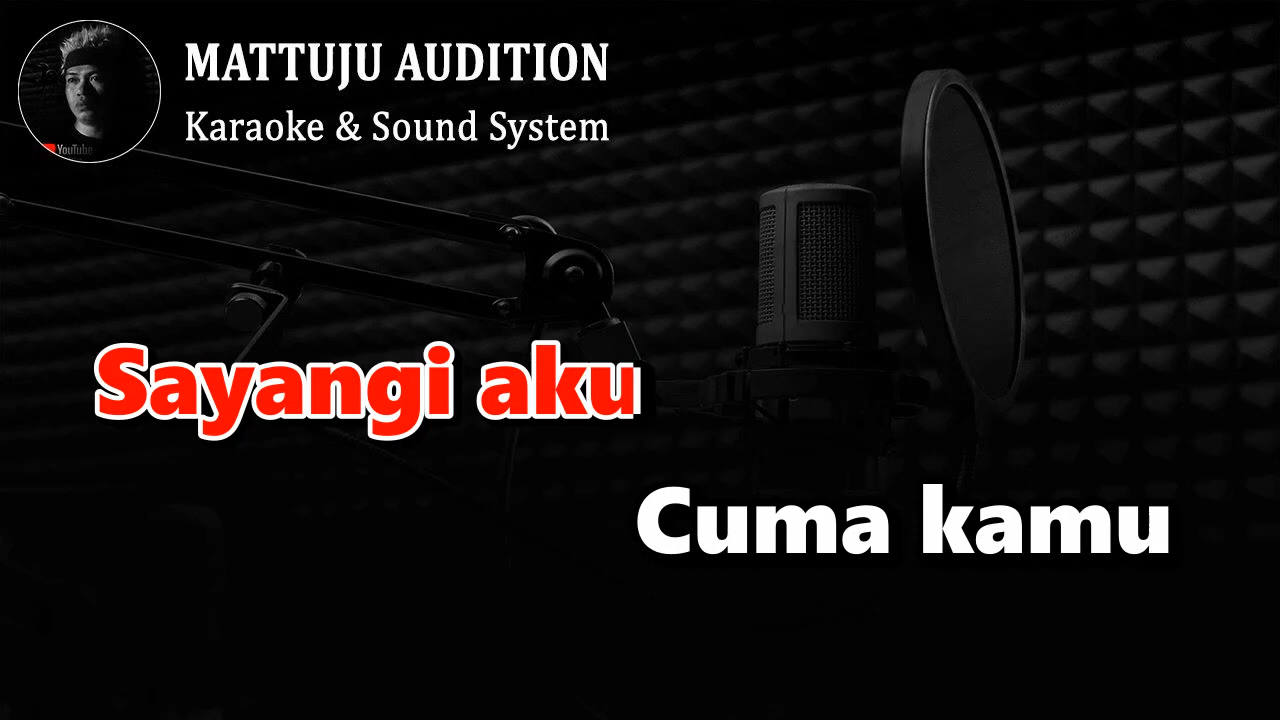 MATTUJU AUDITION
Karaoke & Sound System
YouTube
Sayangi aku
Cuma kamu